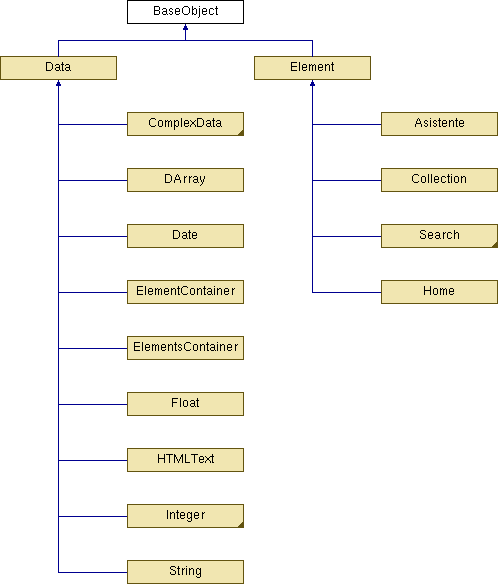 BaseObject
Data
Element
ComplexData
Asistente
DArray
Collection
Date
Search
ElementContainer
Home
ElementsContainer
Float
HTMLText
Integer
String